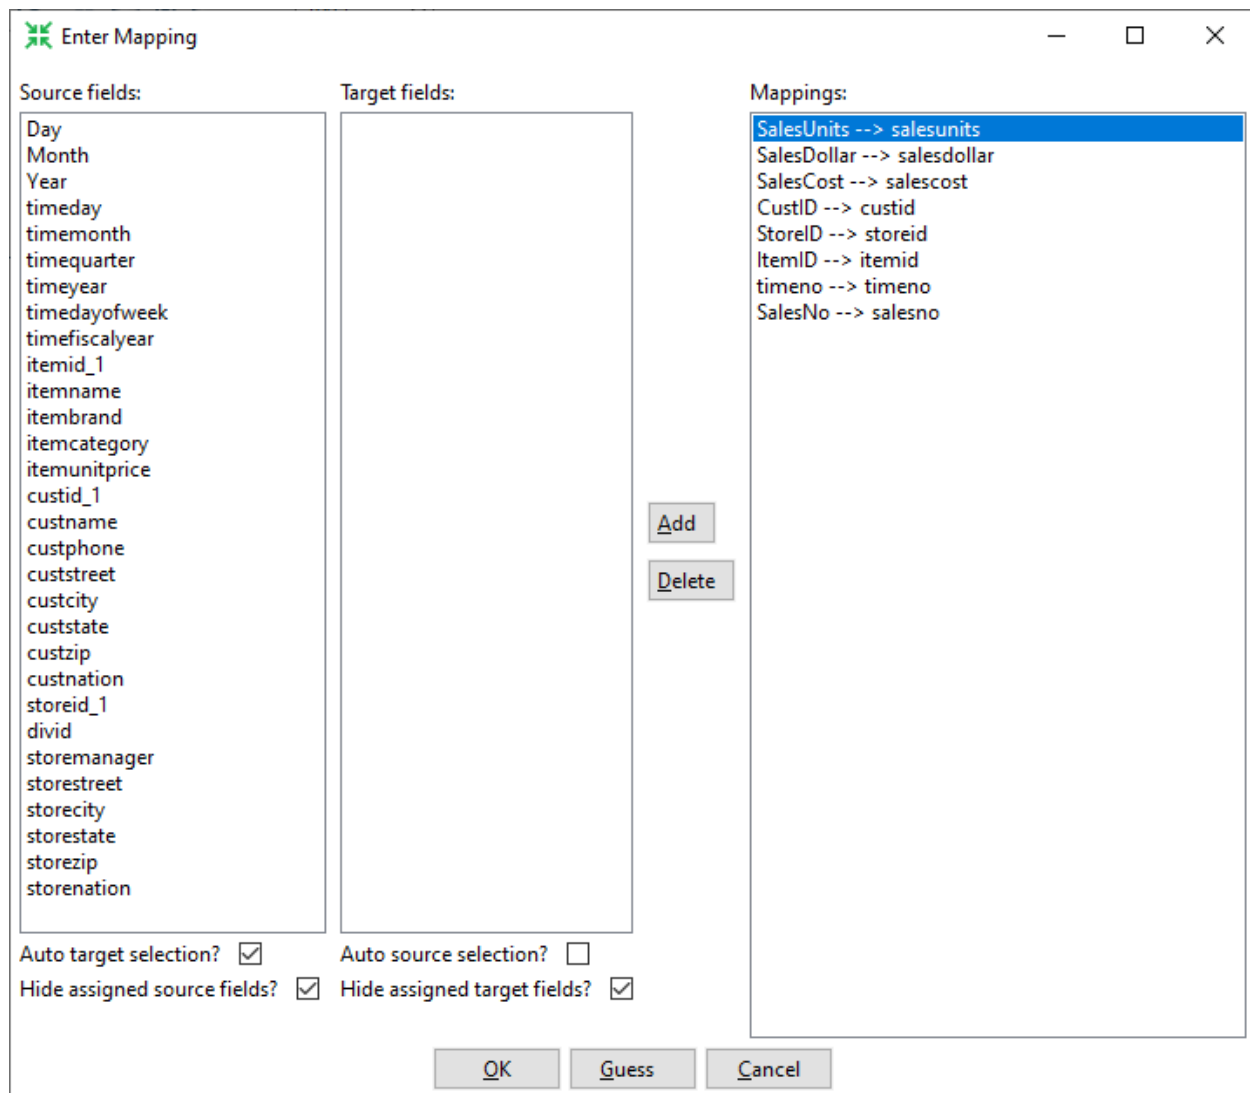 Enter Mapping
Source fields:
Target fields:
Mappings:
Day
Month
Year
timeday
timemonth
timequarter
timeyear
timedayofweek
timefiscalyear
itemid_1
itemname
itembrand
itemcategory
itemunitprice
custid_1
custname
custphone
custstreet
custcity
custstate
custzip
custnation
storeid_1
divid
storemanager
storestreet
storecity
storestate
storezip
storenation
Add
Delete
SalesUnits --> salesunits
SalesDollar --> salesdollar
SalesCost --> salescost
CustID --> custid
StoreID --> storeid
ItemID --> itemid
timeno --> timeno
SalesNo --> salesno
Auto target selection?
Auto source selection?
Hide assigned source fields?
Hide assigned target fields?
OK
Guess
Cancel